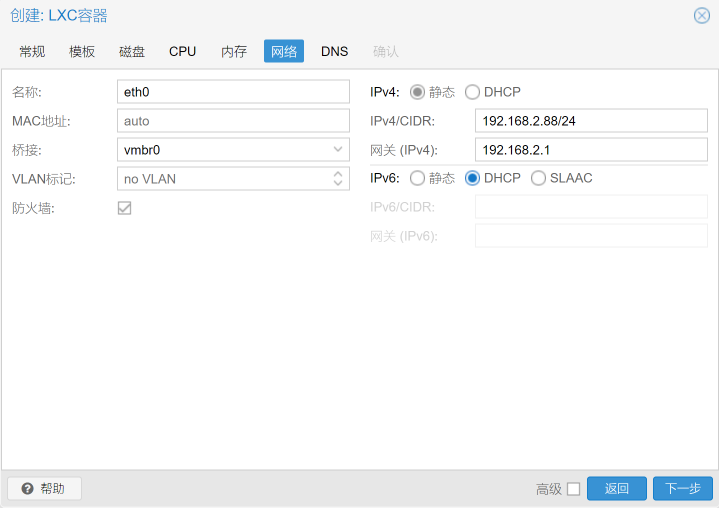 创建: LXC容器
常规 模板 磁盘 CPU 内存 网络 DNS 确认
名称: eth0
MAC地址: auto
桥接: vmbr0
VLAN标记: no VLAN
防火墙:
IPv4: 静态 DHCP
IPv4/CIDR: 192.168.2.88/24
网关 (IPv4): 192.168.2.1
IPv6: 静态 DHCP SLAAC
IPv6/CIDR:
网关 (IPv6):
帮助 高级 返回 下一步